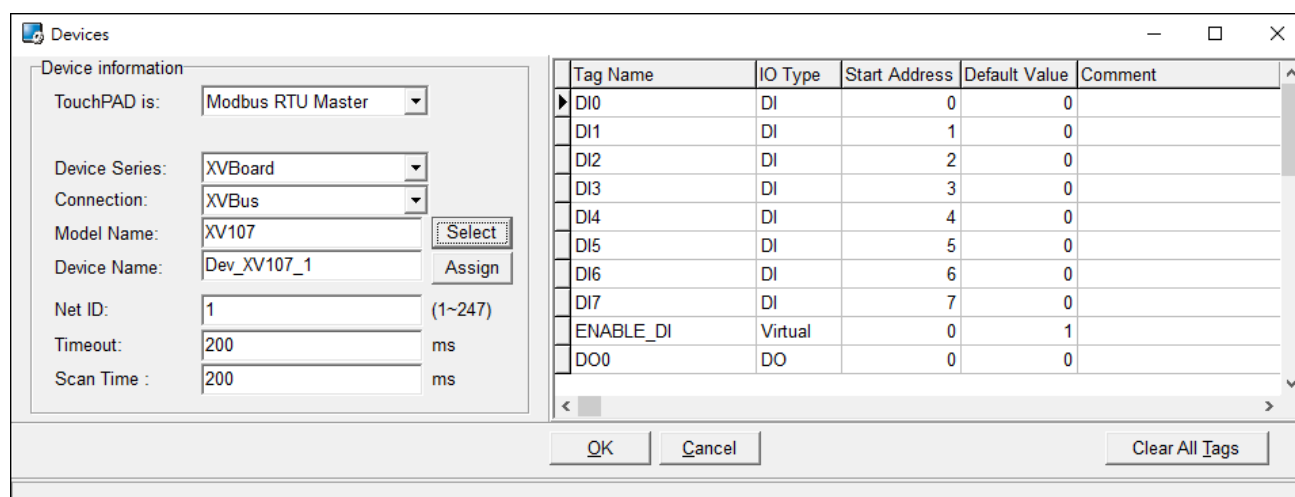 Devices
Device information
TouchPAD is: Modbus RTU Master
Device Series: XVBoard
Connection: XVBus
Model Name: XV107 Select
Device Name: Dev_XV107_1 Assign
Net ID: 1 (1~247)
Timeout: 200 ms
Scan Time : 200 ms
Tag Name IO Type Start Address Default Value Comment
DI0 DI 0 0
DI1 DI 1 0
DI2 DI 2 0
DI3 DI 3 0
DI4 DI 4 0
DI5 DI 5 0
DI6 DI 6 0
DI7 DI 7 0
ENABLE_DI Virtual 0 1
DO0 DO 0 0
OK Cancel Clear All Tags